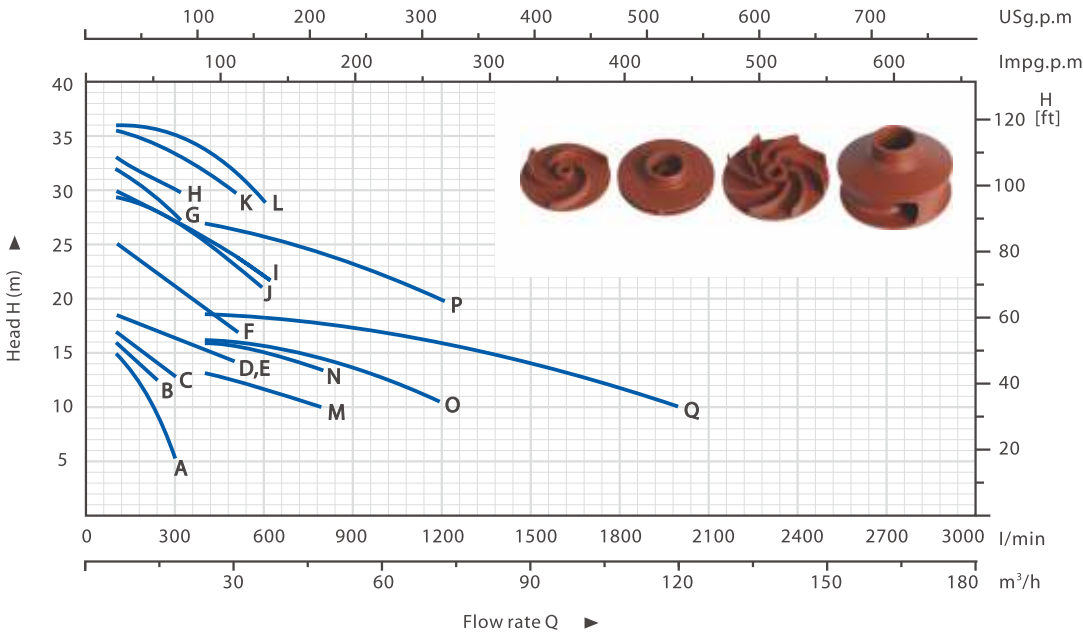 100 200 300 400 500 600 700 USg.p.m
0 100 200 300 400 500 600 Impg.p.m
40
H
[ft]
120
35
K L
H
G
30
100
25
80
I
J
20
P
60
F
15
D,E
N
C
B
40
10
M
O
Q
5
A
20
Head H (m) ▲
0 300 600 900 1200 1500 1800 2100 2400 2700 3000 l/min
30 60 90 120 150 180 m³/h
Flow rate Q ►